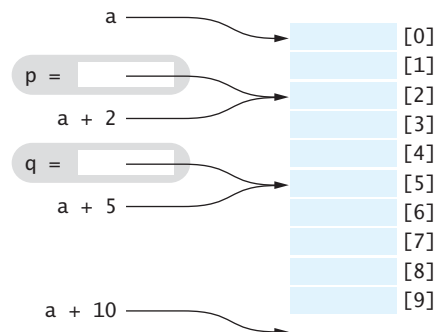 a
[0]
[1]
p =
[2]
a + 2
[3]
[4]
q =
[5]
a + 5
[6]
[7]
[8]
[9]
a + 10